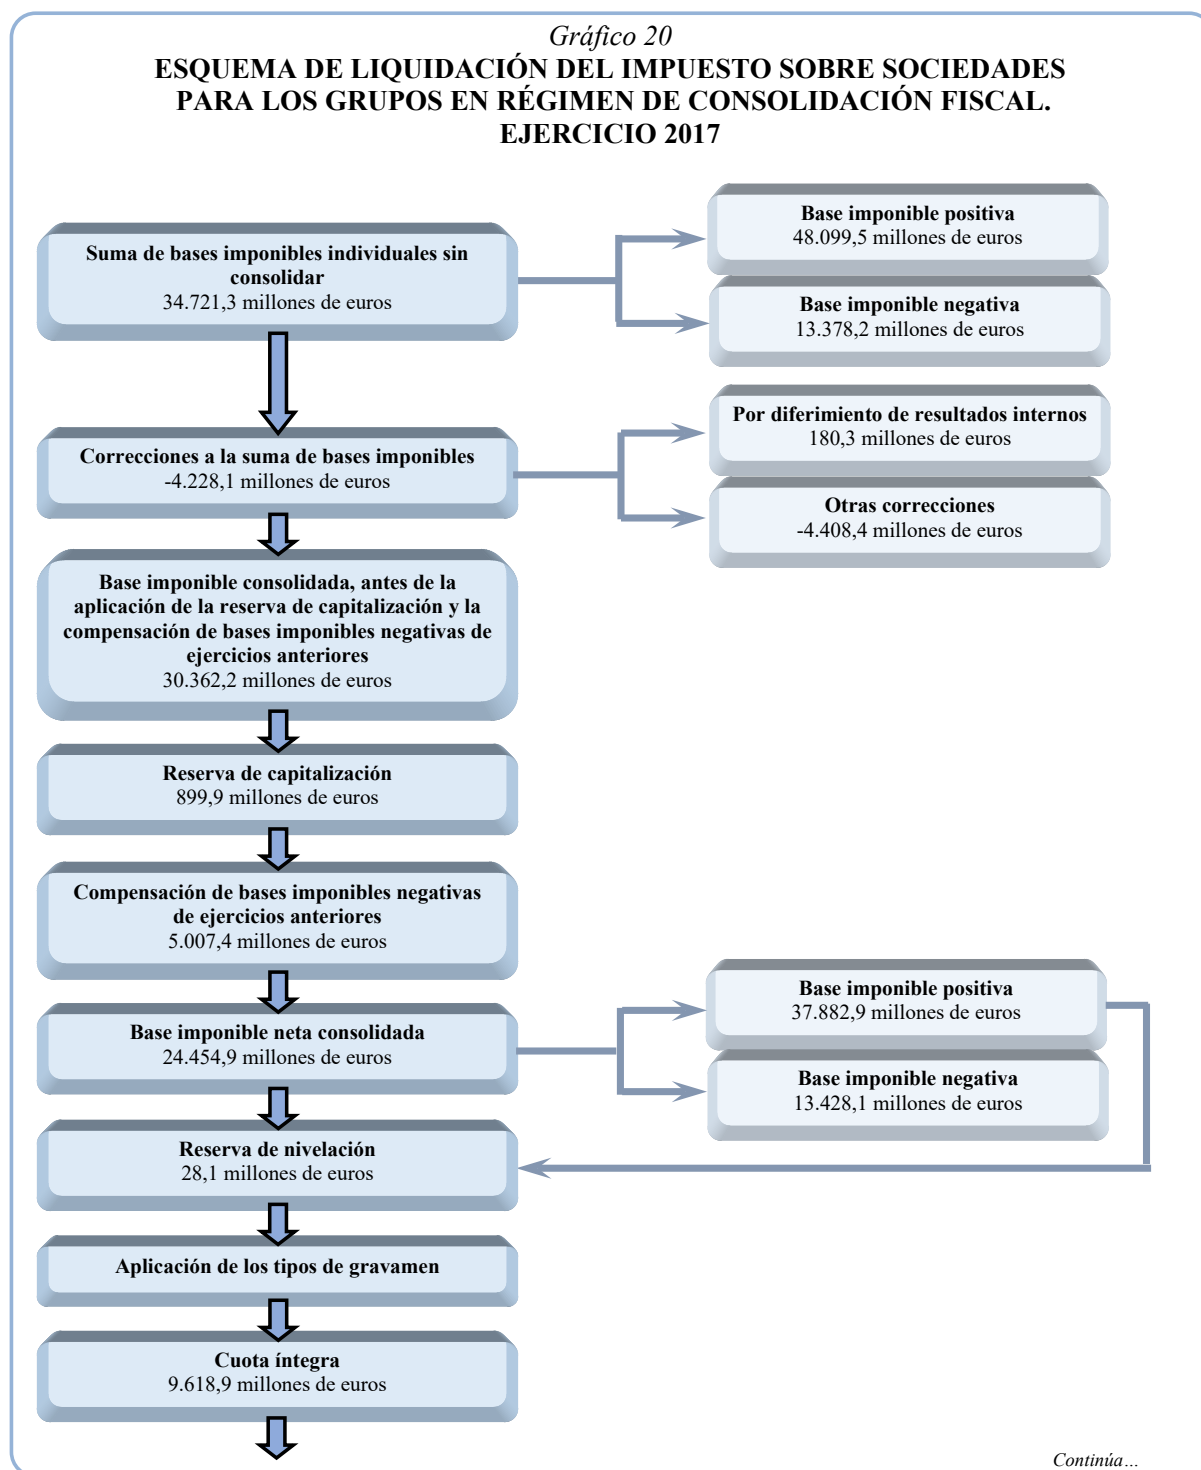 Gráfico 20
ESQUEMA DE LIQUIDACIÓN DEL IMPUESTO SOBRE SOCIEDADES
PARA LOS GRUPOS EN RÉGIMEN DE CONSOLIDACIÓN FISCAL.
EJERCICIO 2017
Suma de bases imponibles individuales sin
consolidar
34.721,3 millones de euros
Base imponible positiva
48.099,5 millones de euros
Base imponible negativa
13.378,2 millones de euros
Correcciones a la suma de bases imponibles
-4.228,1 millones de euros
Por diferimiento de resultados internos
180,3 millones de euros
Otras correcciones
-4.408,4 millones de euros
Base imponible consolidada, antes de la
aplicación de la reserva de capitalización y la
compensación de bases imponibles negativas de
ejercicios anteriores
30.362,2 millones de euros
Reserva de capitalización
899,9 millones de euros
Compensación de bases imponibles negativas
de ejercicios anteriores
5.007,4 millones de euros
Base imponible neta consolidada
24.454,9 millones de euros
Base imponible positiva
37.882,9 millones de euros
Base imponible negativa
13.428,1 millones de euros
Reserva de nivelación
28,1 millones de euros
Aplicación de los tipos de gravamen
Cuota íntegra
9.618,9 millones de euros
Continúa…